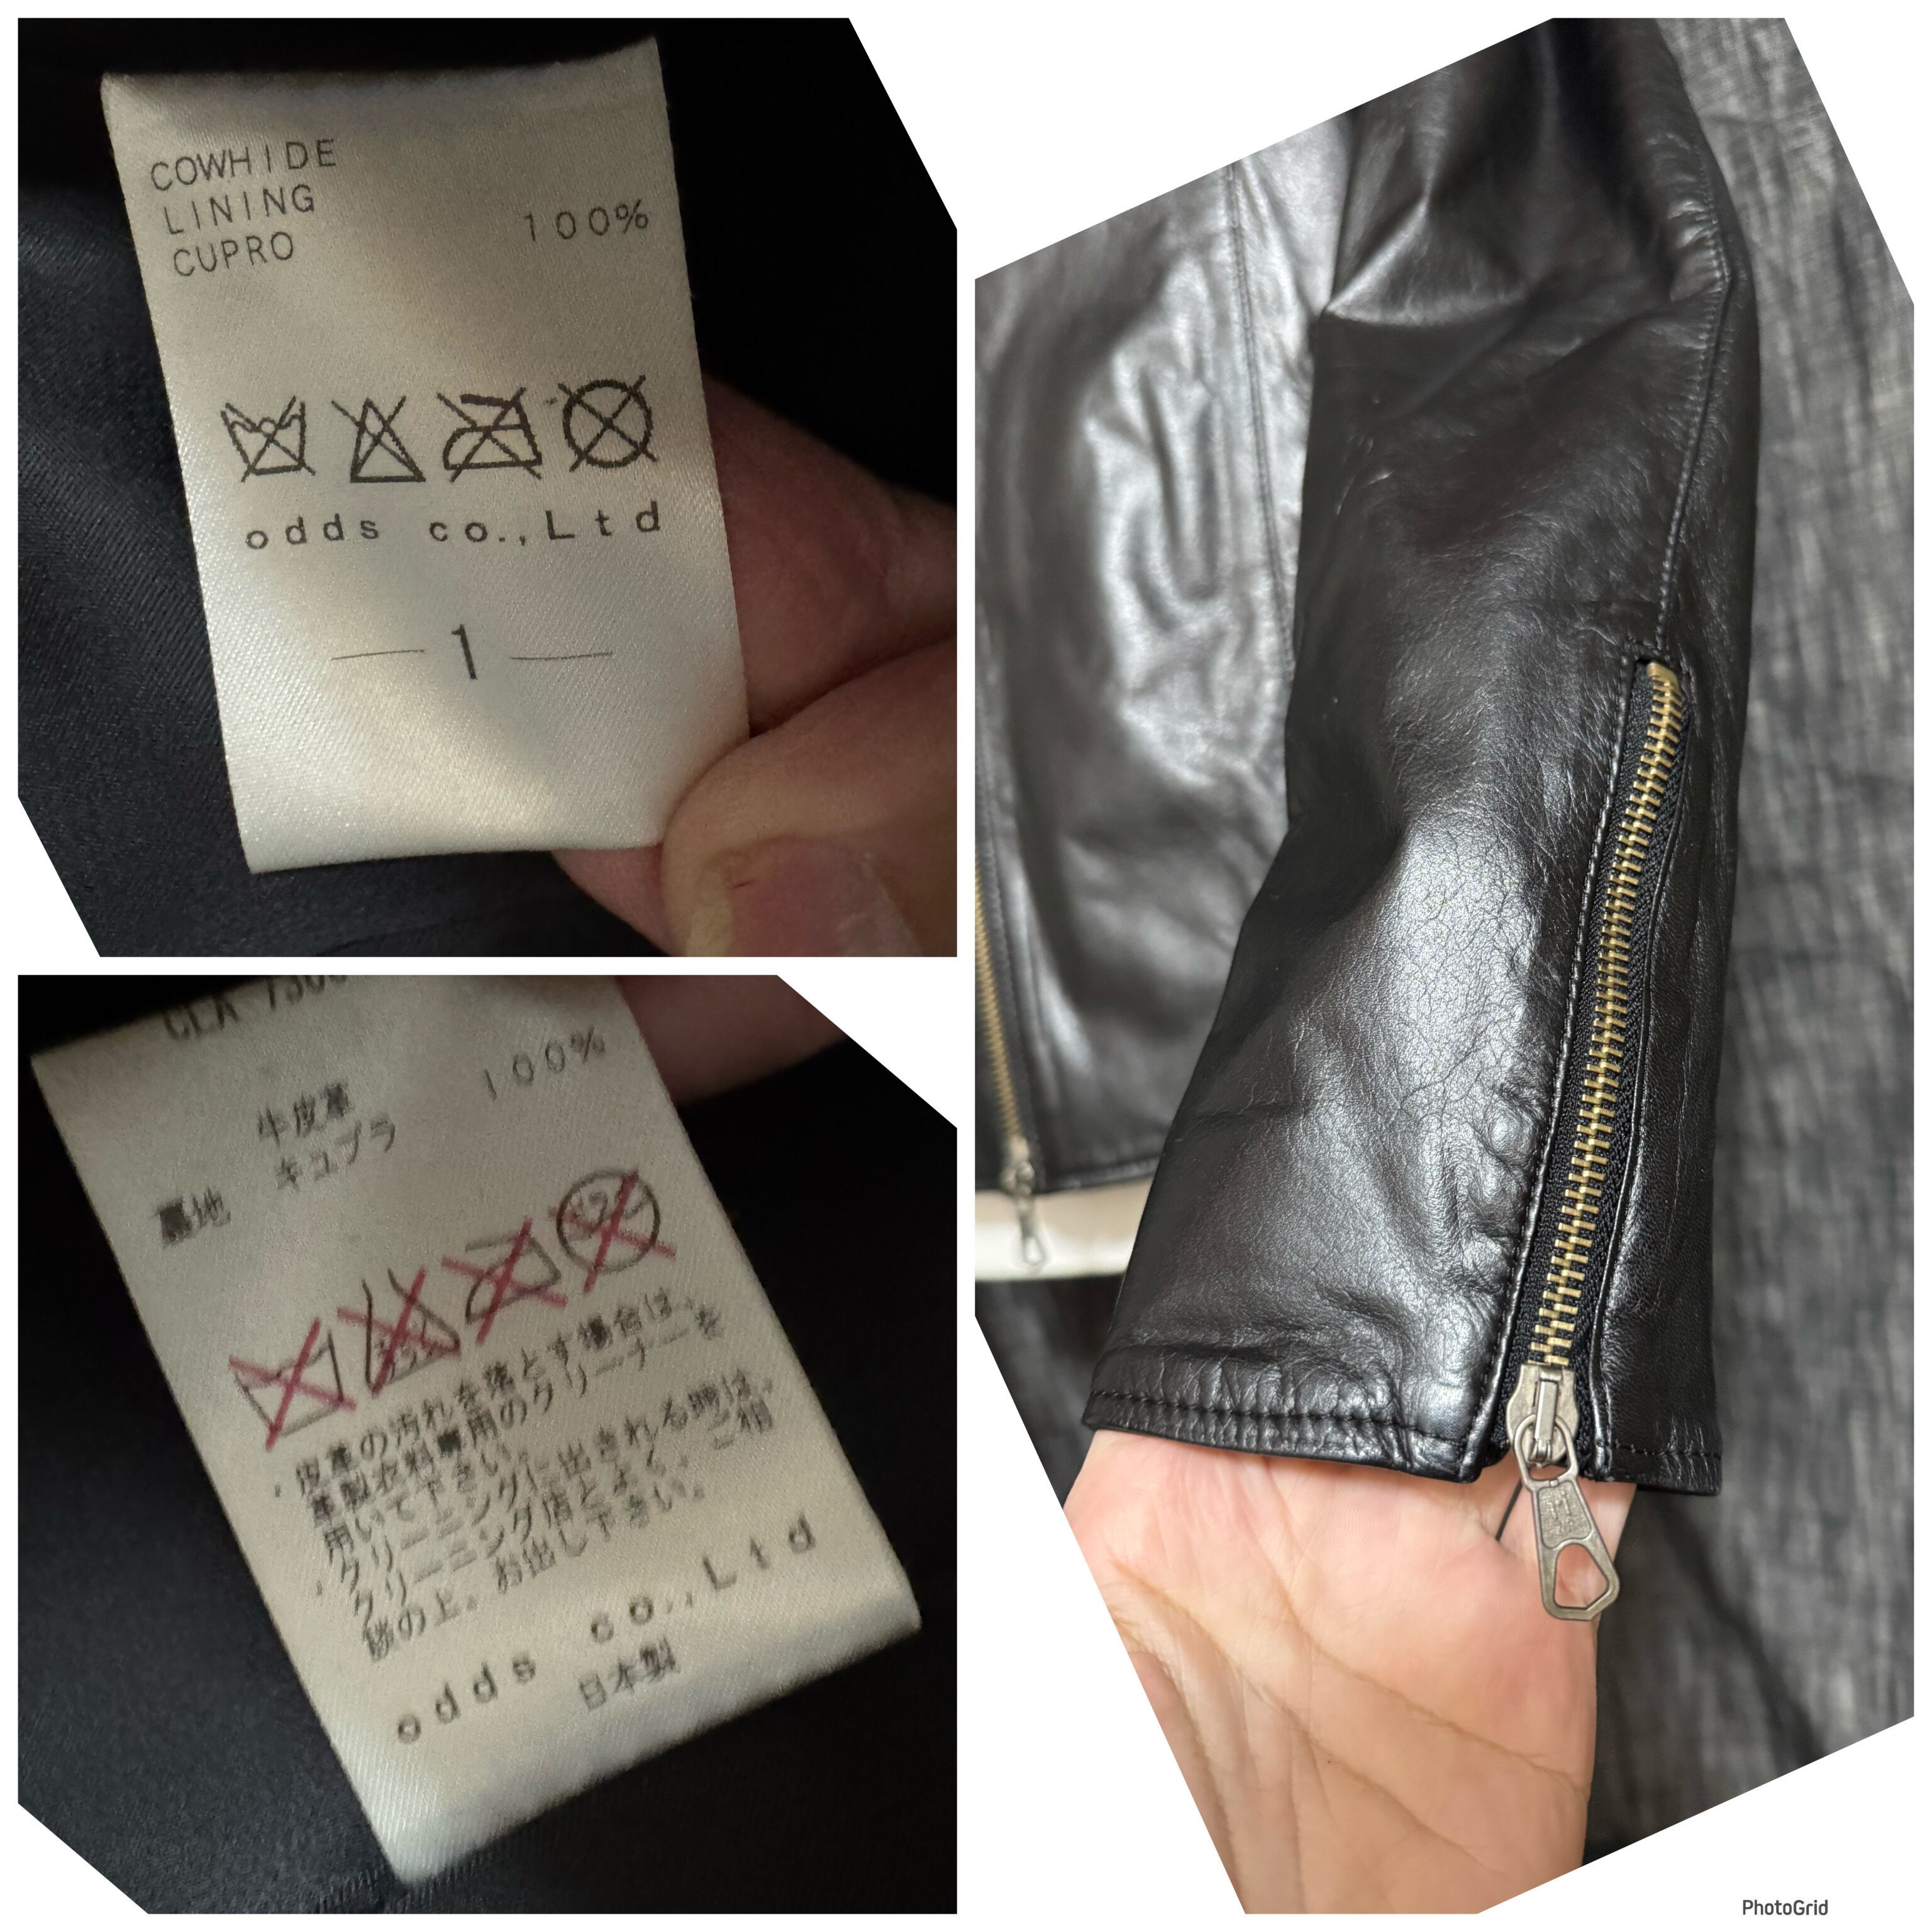 COWHIDE
LINING
CUPRO 100%
odds co.,Ltd
1
100%
牛皮革
裏地 キュプラ
・皮革の汚れを落とす場合は、
革製衣料専用のクリーナーを
用いて下さい。
・クリーニングに出される時は、
クリーニング店とよく、ご相
談の上、お出し下さい。
odds co.,Ltd
日本製
PhotoGrid